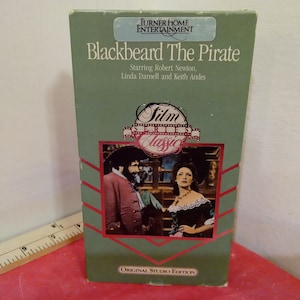 TURNER HOME
ENTERTAINMENT
Blackbeard The Pirate
Starring Robert Newton,
Linda Darnell and Keith Andes
Film
Classics
ORIGINAL STUDIO EDITION